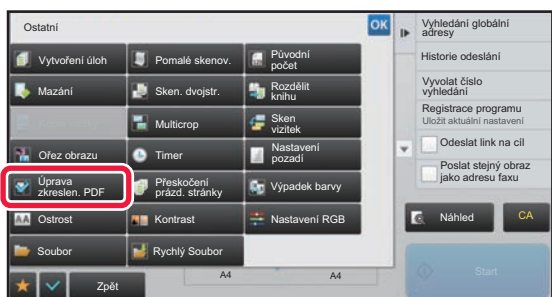 Ostatní
OK
Vytvoření úloh
Pomalé skenov.
Původní
počet
Mazání
Sken. dvojstr.
Rozdělit
knihu
Multicrop
Sken
vizitek
Ořez obrazu
Timer
Nastavení
pozadí
Úprava
zkreslen. PDF
Přeskočení
prázd. stránky
Výpadek barvy
AA
Ostrost
Kontrast
Nastavení RGB
Soubor
Rychlý Soubor
Zpět
A4
A4
Vyhledání globální
adresy
Historie odeslání
Vyvolat číslo
vyhledání
Registrace programu
Uložit aktuální nastavení
Odeslat link na cíl
Poslat stejný obraz
jako adresu faxu
Náhled
CA
Start